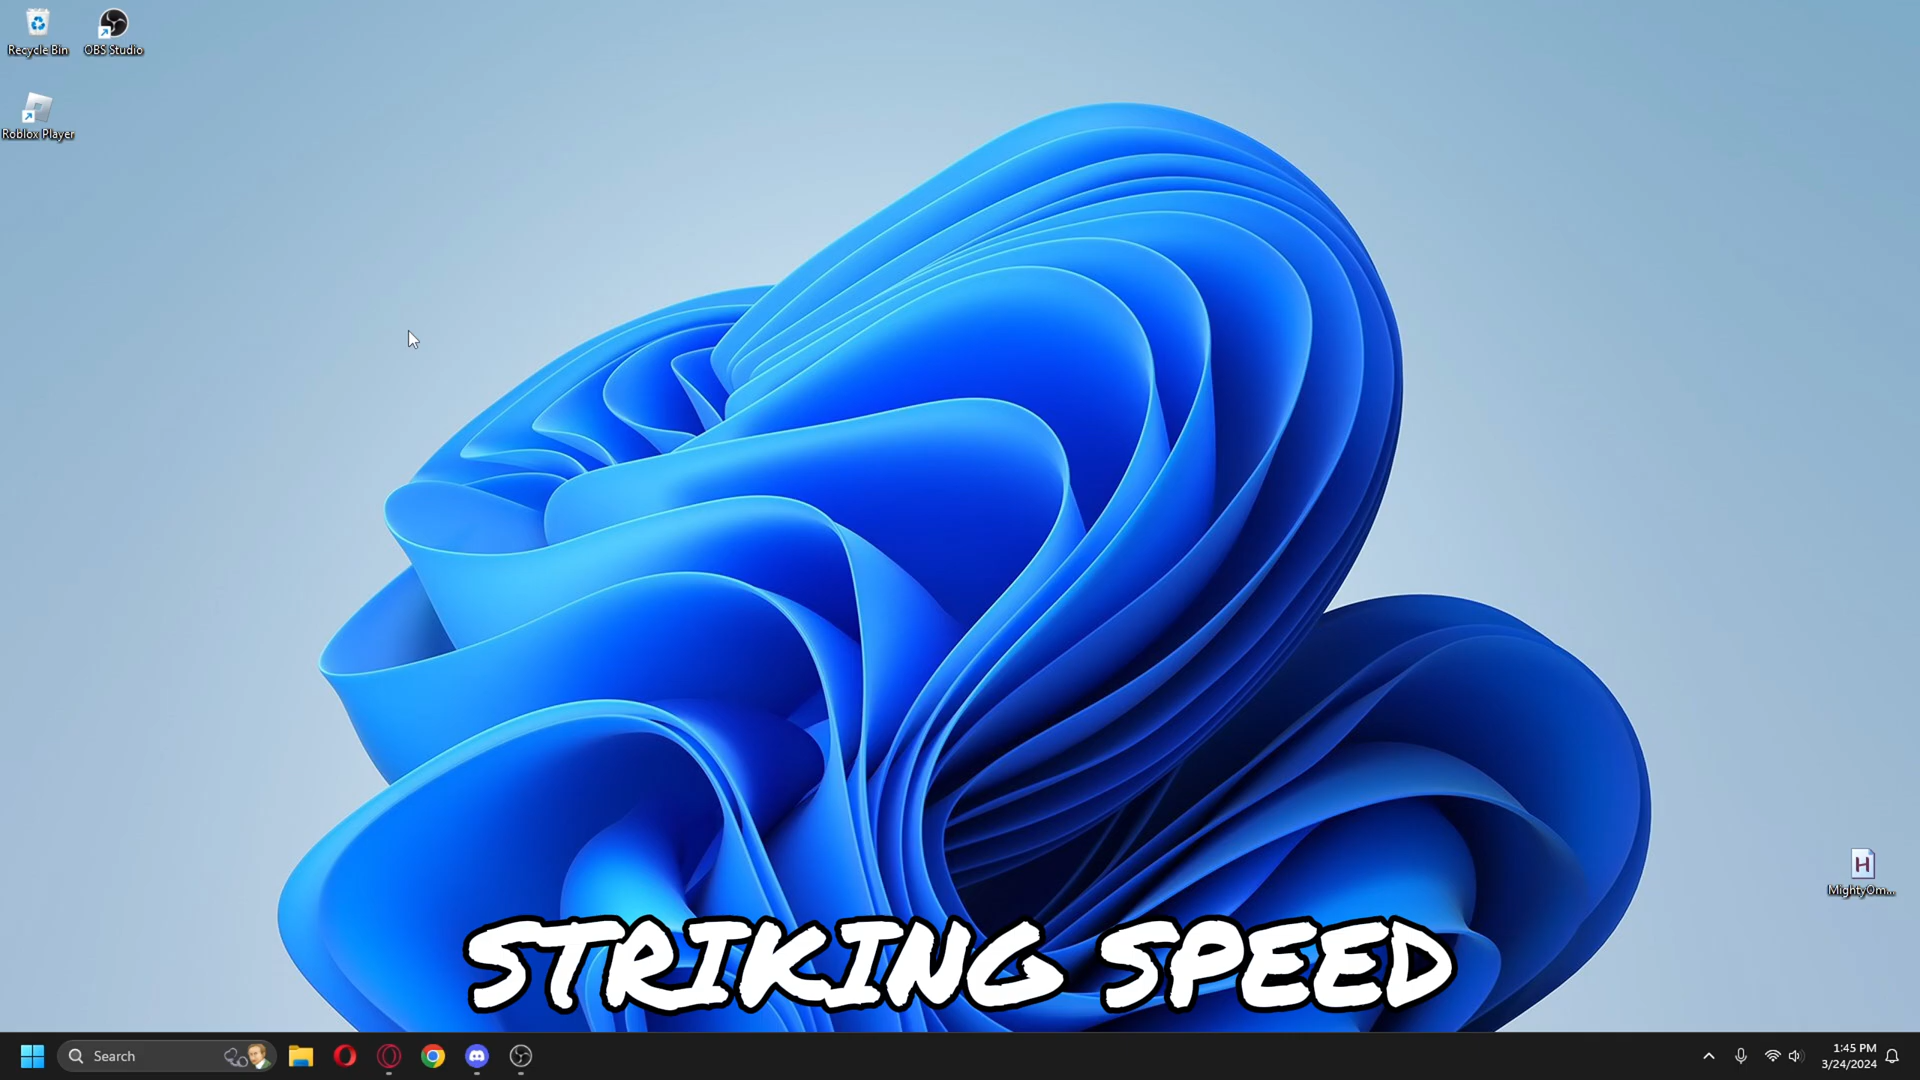 Recycle Bin
OBS Studio
Roblox Player
H
MightyOm...
STRIKING SPEED
Search
1:45 PM
3/24/2024